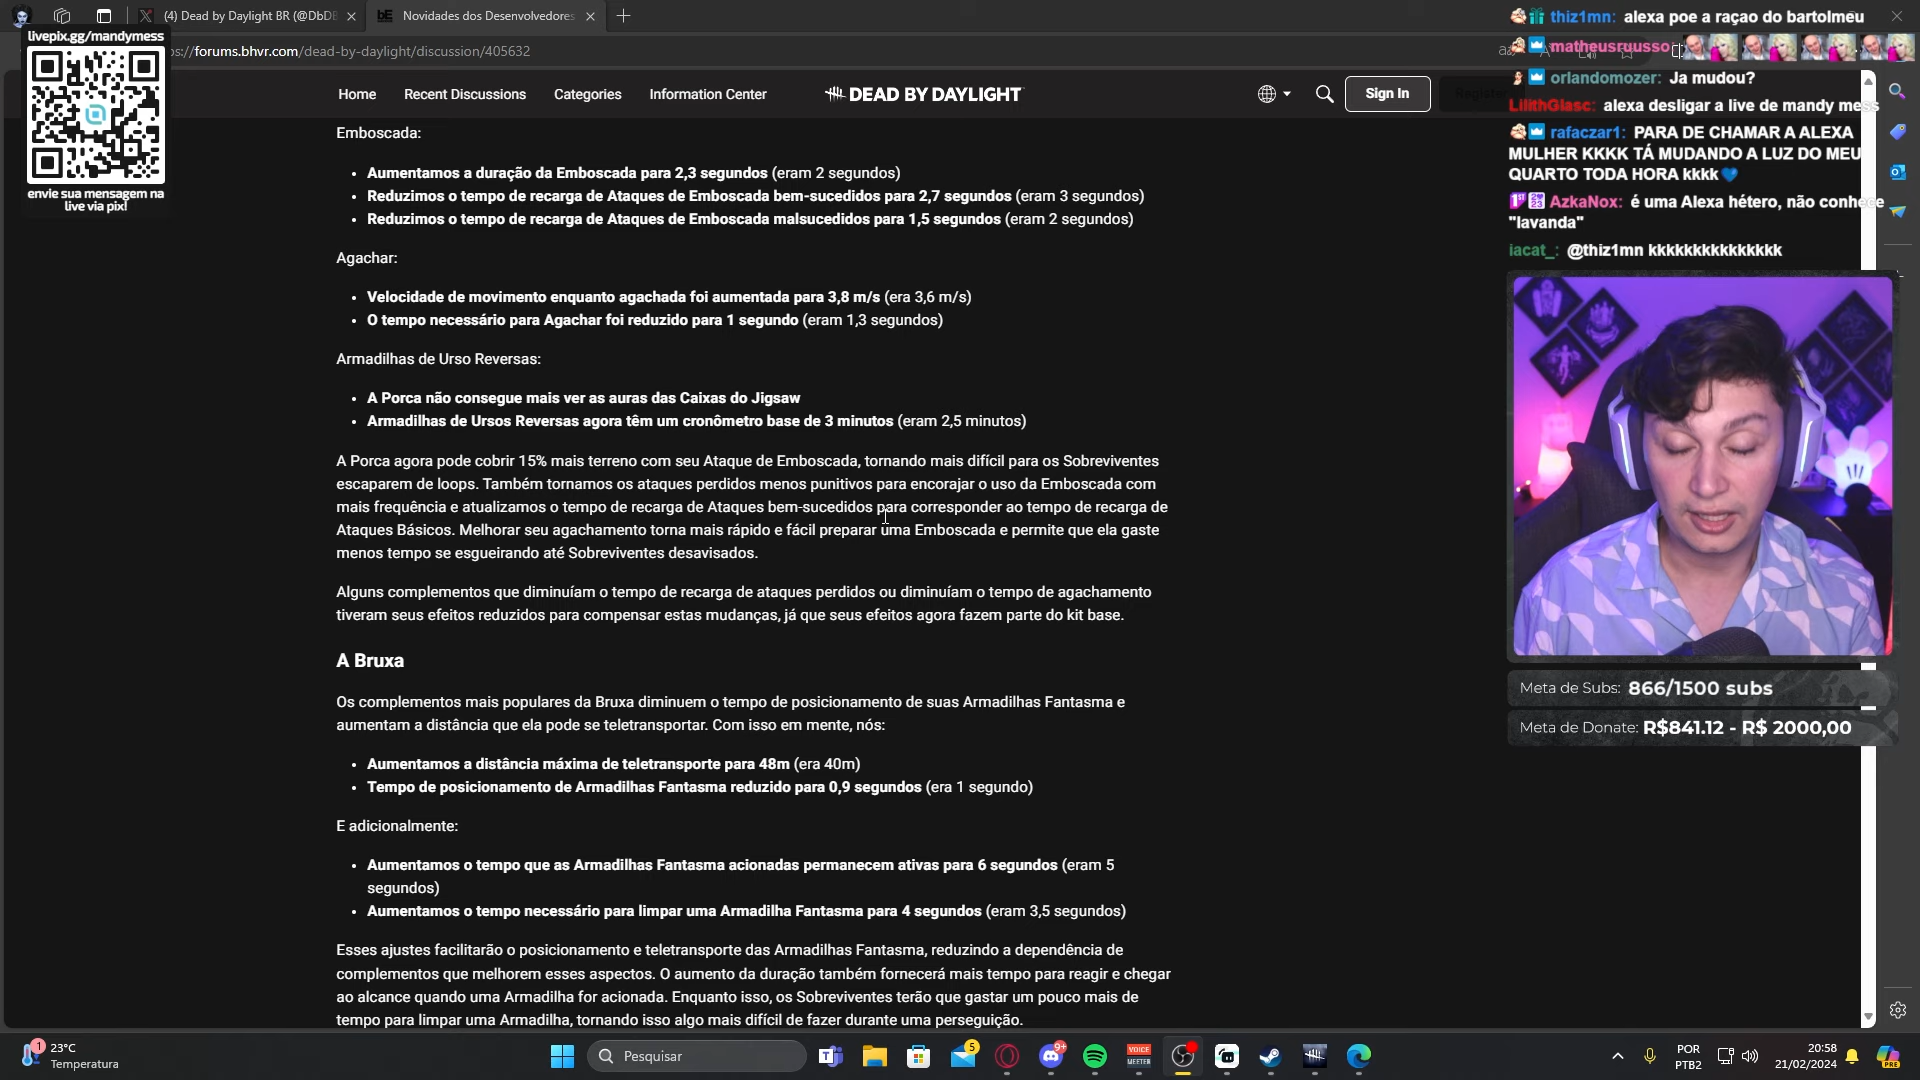 (4) Dead by Daylight BR (@DbDB
Novidades dos Desenvolvedores
livepix.gg/mandymess
envie sua mensagem na
live via pix!
s://forums.bhvr.com/dead-by-daylight/discussion/405632
Home
Recent Discussions
Categories
Information Center
DEAD BY DAYLIGHT
Sign In
Emboscada:
• Aumentamos a duração da Emboscada para 2,3 segundos (eram 2 segundos)
• Reduzimos o tempo de recarga de Ataques de Emboscada bem-sucedidos para 2,7 segundos (eram 3 segundos)
• Reduzimos o tempo de recarga de Ataques de Emboscada malsucedidos para 1,5 segundos (eram 2 segundos)
Agachar:
• Velocidade de movimento enquanto agachada foi aumentada para 3,8 m/s (era 3,6 m/s)
• O tempo necessário para Agachar foi reduzido para 1 segundo (eram 1,3 segundos)
Armadilhas de Urso Reversas:
• A Porca não consegue mais ver as auras das Caixas do Jigsaw
• Armadilhas de Ursos Reversas agora têm um cronômetro base de 3 minutos (eram 2,5 minutos)
A Porca agora pode cobrir 15% mais terreno com seu Ataque de Emboscada, tornando mais difícil para os Sobreviventes
escaparem de loops. Também tornamos os ataques perdidos menos punitivos para encorajar o uso da Emboscada com
mais frequência e atualizamos o tempo de recarga de Ataques bem-sucedidos para corresponder ao tempo de recarga de
Ataques Básicos. Melhorar seu agachamento torna mais rápido e fácil preparar uma Emboscada e permite que ela gaste
menos tempo se esgueirando até Sobreviventes desavisados.
Alguns complementos que diminuíam o tempo de recarga de ataques perdidos ou diminuíam o tempo de agachamento
tiveram seus efeitos reduzidos para compensar estas mudanças, já que seus efeitos agora fazem parte do kit base.
A Bruxa
Os complementos mais populares da Bruxa diminuem o tempo de posicionamento de suas Armadilhas Fantasma e
aumentam a distância que ela pode se teletransportar. Com isso em mente, nós:
• Aumentamos a distância máxima de teletransporte para 48m (era 40m)
• Tempo de posicionamento de Armadilhas Fantasma reduzido para 0,9 segundos (era 1 segundo)
E adicionalmente:
• Aumentamos o tempo que as Armadilhas Fantasma acionadas permanecem ativas para 6 segundos (eram 5
segundos)
• Aumentamos o tempo necessário para limpar uma Armadilha Fantasma para 4 segundos (eram 3,5 segundos)
Esses ajustes facilitarão o posicionamento e teletransporte das Armadilhas Fantasma, reduzindo a dependência de
complementos que melhorem esses aspectos. O aumento da duração também fornecerá mais tempo para reagir e chegar
ao alcance quando uma Armadilha for acionada. Enquanto isso, os Sobreviventes terão que gastar um pouco mais de
tempo para limpar uma Armadilha, tornando isso algo mais difícil de fazer durante uma perseguição.
thiz1mn: alexa poe a raçao do bartolmeu
matheusruusso:
orlandomozer: Ja mudou?
LilithGlasc: alexa desligar a live de mandy mess
rafaczar1: PARA DE CHAMAR A ALEXA
MULHER KKKK TÁ MUDANDO A LUZ DO MEU
QUARTO TODA HORA kkkk
AzkaNox: é uma Alexa hétero, não conhece
"lavanda"
iacat_: @thiz1mn kkkkkkkkkkkkkkk
Meta de Subs: 866/1500 subs
Meta de Donate: R$841.12 - R$ 2000,00
1
23°C
Temperatura
Pesquisar
5
9+
VOICE
MEETER
POR
PTB2
20:58
21/02/2024
PRE